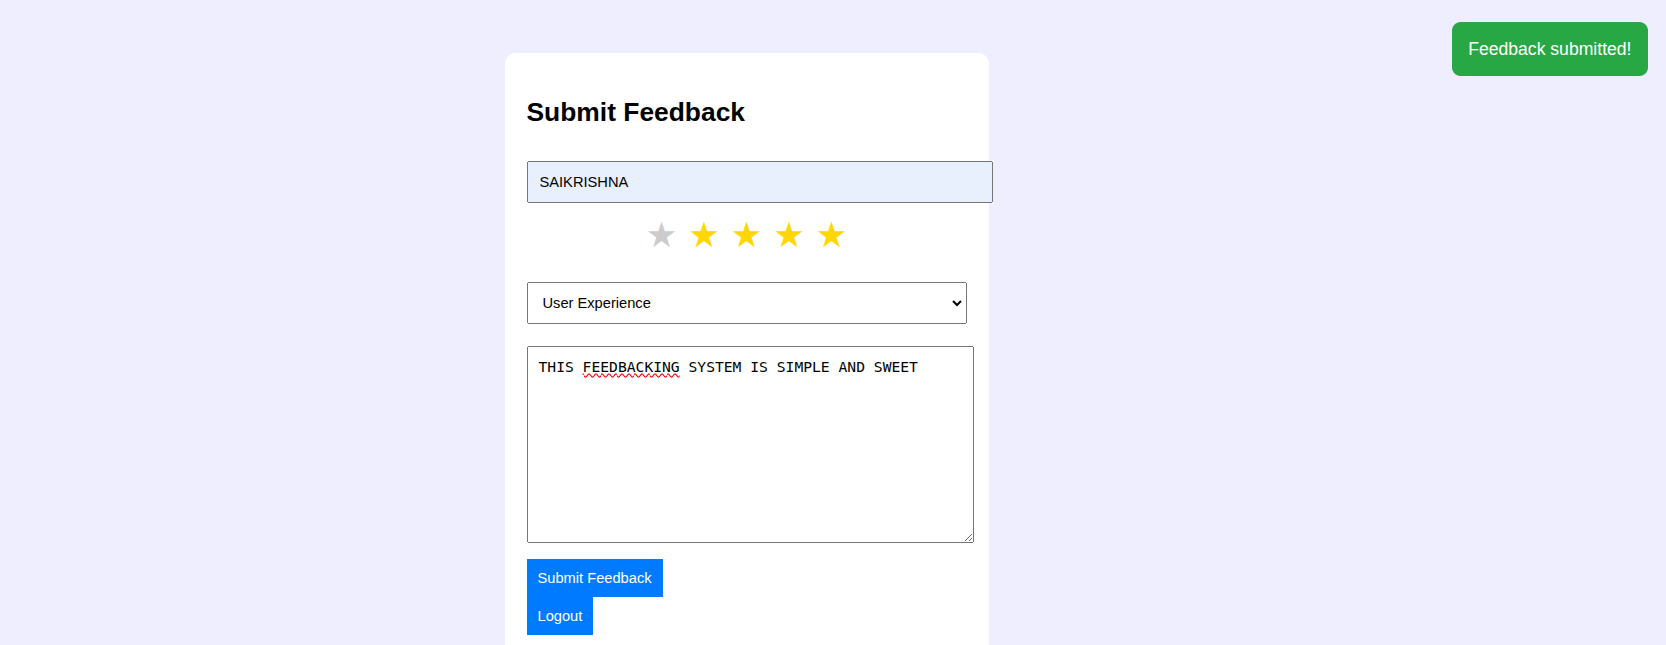 Feedback submitted!
Submit Feedback
SAIKRISHNA
User Experience
THIS FEEDBACKING SYSTEM IS SIMPLE AND SWEET
Submit Feedback
Logout